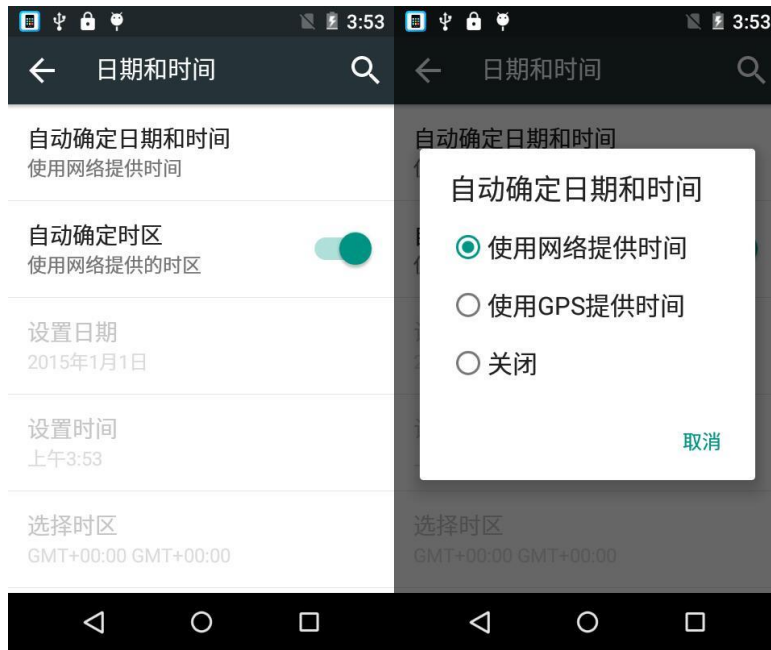 3:53
日期和时间
自动确定日期和时间
使用网络提供时间
自动确定时区
使用网络提供的时区
设置日期
2015年1月1日
设置时间
上午3:53
选择时区
GMT+00:00 GMT+00:00
3:53
日期和时间
自动确定日期和时间
自动确定日期和时间
使用网络提供时间
使用GPS提供时间
关闭
取消
选择时区
GMT+00:00 GMT+00:00